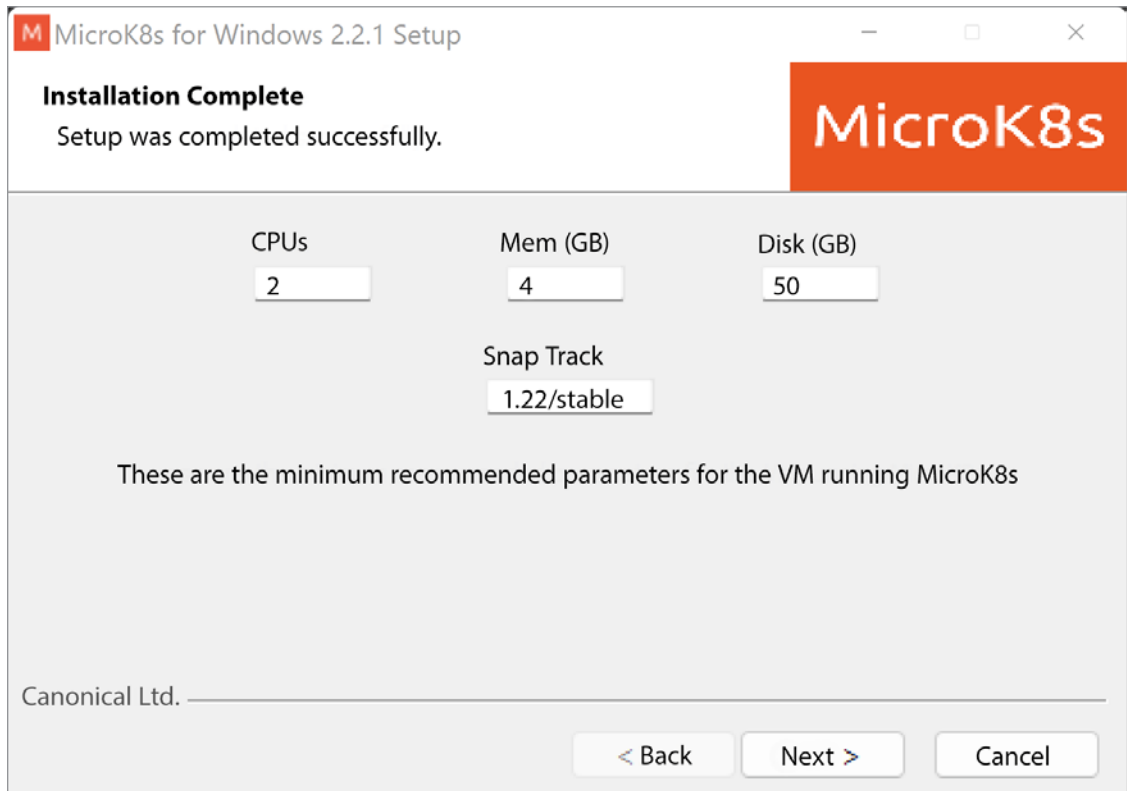 M MicroK8s for Windows 2.2.1 Setup
Installation Complete
Setup was completed successfully.
MicroK8s
CPUs Mem (GB) Disk (GB)
2 4 50
Snap Track
1.22/stable
These are the minimum recommended parameters for the VM running MicroK8s
Canonical Ltd.
< Back Next > Cancel